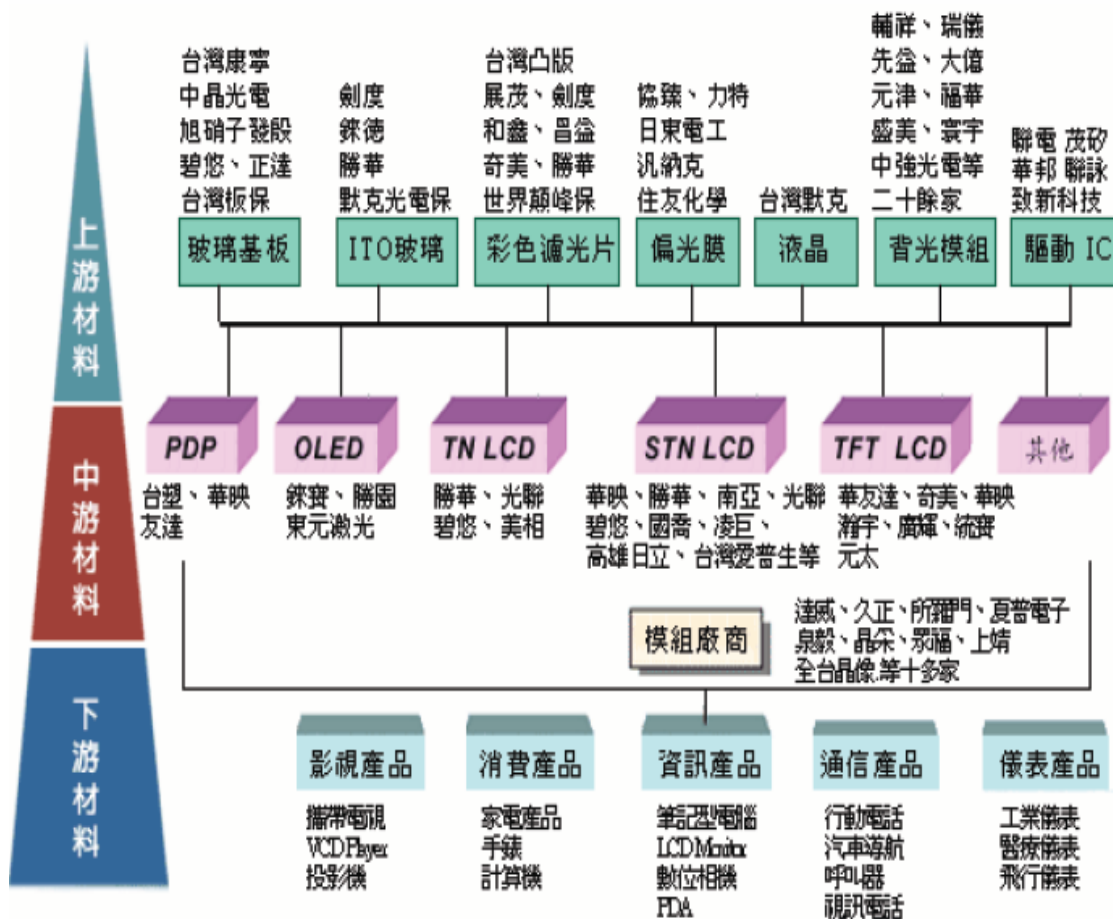 上游材料
台灣康寧
中晶光電
旭硝子發殷
碧悠、正達
台灣板保
玻璃基板
劍度
錸德
勝華
默克光電保
ITO玻璃
台灣凸版
展茂、劍度
和鑫、昌益
奇美、勝華
世界巔峰保
彩色濾光片
協臻、力特
日東電工
汎納克
住友化學
偏光膜
台灣默克
液晶
輔祥、瑞儀
先益、大億
元津、福華
盛美、寰宇
中強光電等
二十餘家
背光模組
聯電 茂矽
華邦 聯詠
致新科技
驅動 IC
中游材料
PDP
台塑、華映
友達
OLED
錸寶、勝園
東元激光
TN LCD
勝華、光聯
碧悠、美相
STN LCD
華映、勝華、南亞、光聯
碧悠、國喬、凌巨、
高雄日立、台灣愛普生等
TFT LCD
華友達、奇美、華映
瀚宇、廣輝、統寶
元太
其他
模組廠商
達威、久正、所羅門、夏普電子
泉毅、晶采、眾福、上婧
全台晶像.等十多家
下游材料
影視產品
攜帶電視
VCD Player
投影機
消費產品
家電產品
手錶
計算機
資訊產品
筆記型電腦
LCD Monitor
數位相機
PDA
通信產品
行動電話
汽車導航
呼叫器
視訊電話
儀表產品
工業儀表
醫療儀表
飛行儀表